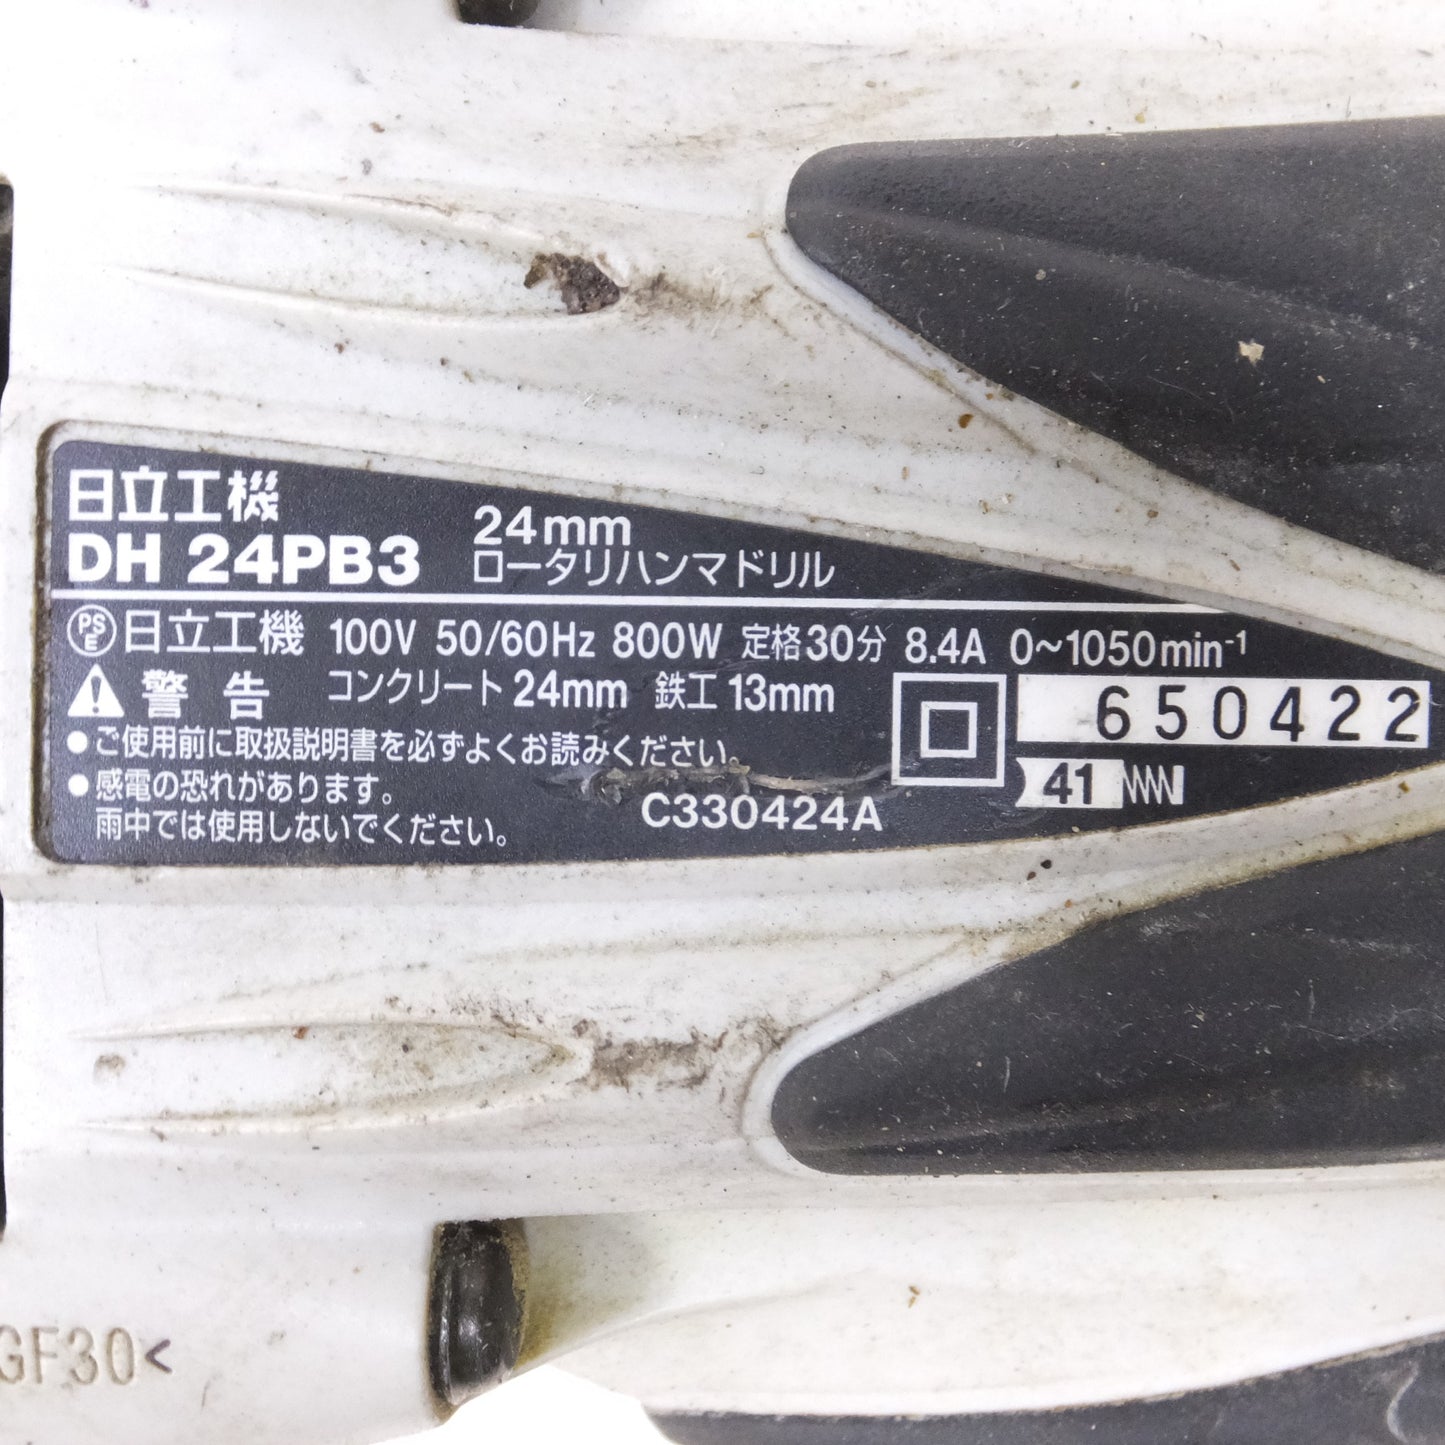 日立工機
DH 24PB3
24mm
ロータリハンマドリル
PS E 日立工機 100V 50/60Hz 800W 定格30分 8.4A 0~1050min⁻¹
警告 コンクリート24mm 鉄工13mm
●ご使用前に取扱説明書を必ずよくお読みください。
●感電の恐れがあります。
雨中では使用しないでください。
C330424A
650422
41
GF30<